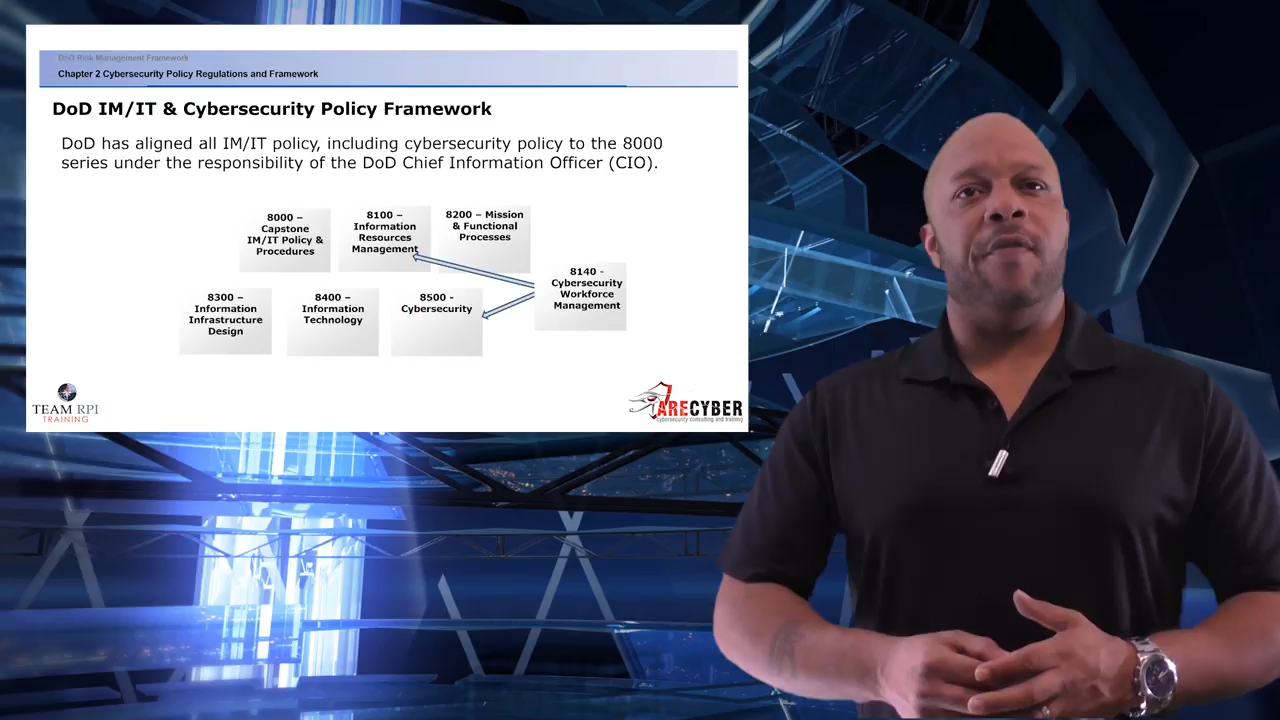 DoD Risk Management Framework
Chapter 2 Cybersecurity Policy Regulations and Framework
DoD IM/IT & Cybersecurity Policy Framework
DoD has aligned all IM/IT policy, including cybersecurity policy to the 8000
series under the responsibility of the DoD Chief Information Officer (CIO).
8000 –
Capstone
IM/IT Policy &
Procedures
8100 –
Information
Resources
Management
8200 – Mission
& Functional
Processes
8140 -
Cybersecurity
Workforce
Management
8300 –
Information
Infrastructure
Design
8400 –
Information
Technology
8500 -
Cybersecurity
TEAM RPI
TRAINING
ARECYBER
cybersecurity consulting and training